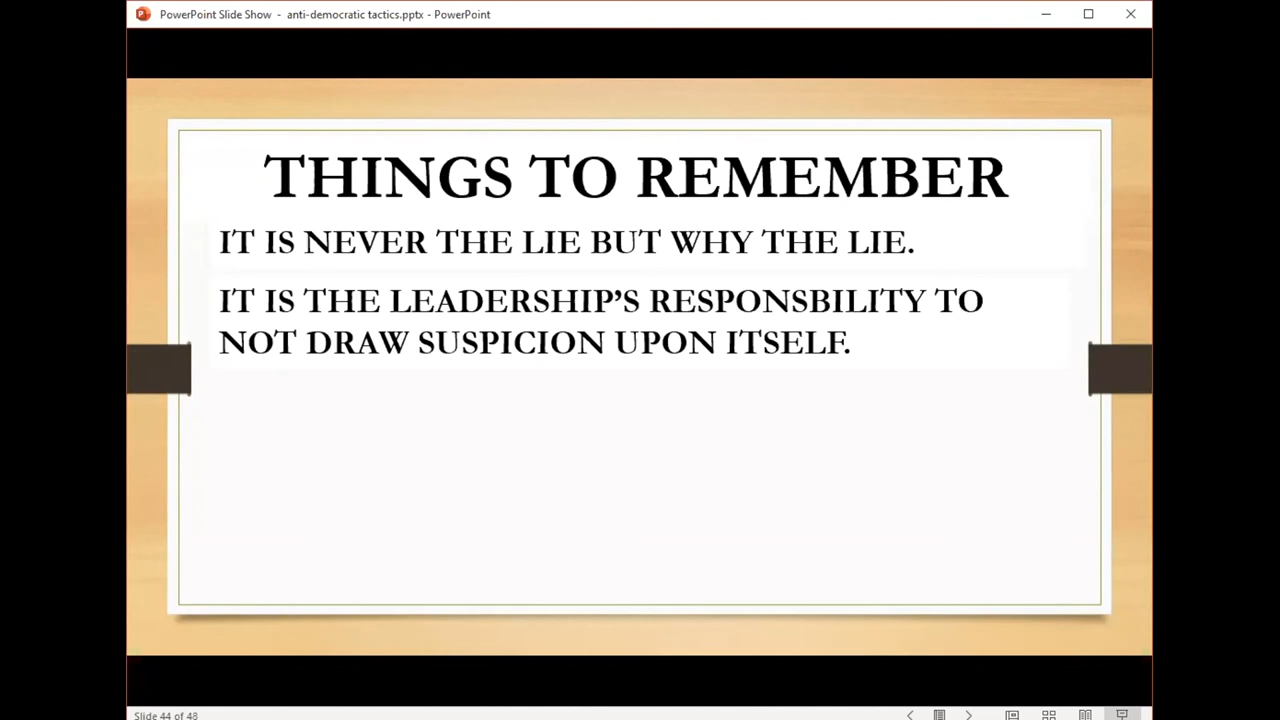 PowerPoint Slide Show - anti-democratic tactics.pptx - PowerPoint
THINGS TO REMEMBER
IT IS NEVER THE LIE BUT WHY THE LIE.
IT IS THE LEADERSHIP’S RESPONSBILITY TO
NOT DRAW SUSPICION UPON ITSELF.
Slide 44 of 48